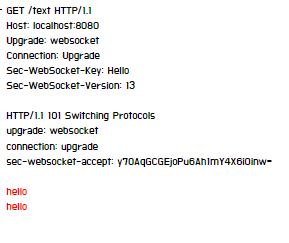 GET /text HTTP/1.1
Host: localhost:8080
Upgrade: websocket
Connection: Upgrade
Sec-WebSocket-Key: Hello
Sec-WebSocket-Version: 13
HTTP/1.1 101 Switching Protocols
upgrade: websocket
connection: upgrade
sec-websocket-accept: y70AqGCGEjoPu6Ah1mY4X6i0inw=
hello
hello